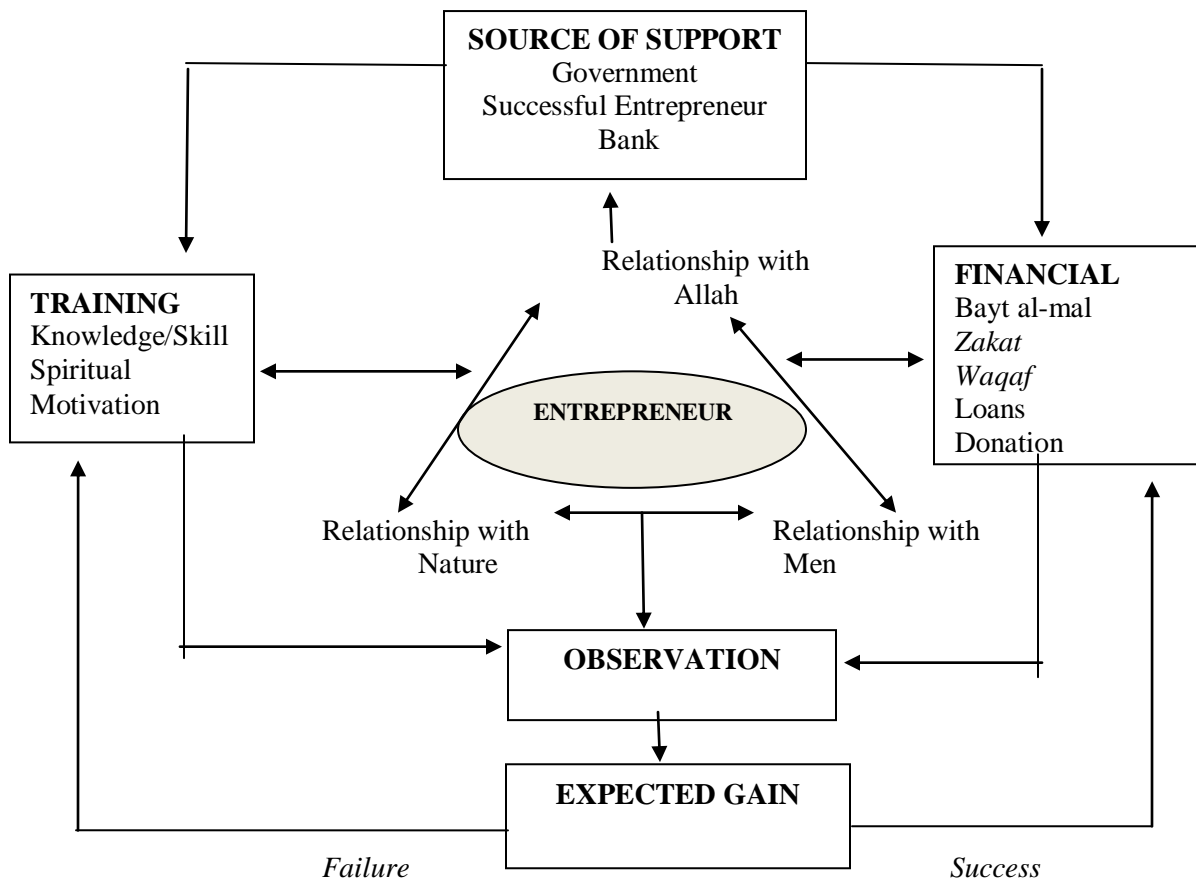 SOURCE OF SUPPORT
Government
Successful Entrepreneur
Bank
Relationship with
Allah
TRAINING
Knowledge/Skill
Spiritual
Motivation
FINANCIAL
Bayt al-mal
Zakat
Waqaf
Loans
Donation
ENTREPRENEUR
Relationship with
Nature
Relationship with
Men
OBSERVATION
EXPECTED GAIN
Failure
Success